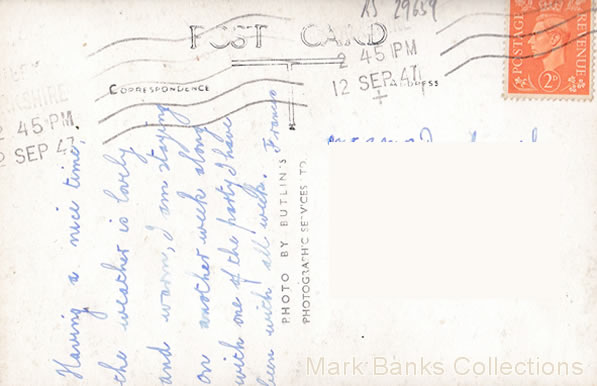 RS 29659
POST CARD
2 45 PM
12 SEP 47
2 45 PM
SEP 47
CORRESPONDENCE
ADDRESS
POSTAGE
REVENUE
2D
Having a nice time,
the weather is lovely
and warm, I am staying
on another week along
with one of the party I have
been with all week. Frances
PHOTO BY BUTLIN'S
PHOTOGRAPHIC SERVICES LTD.
Mark Banks Collections